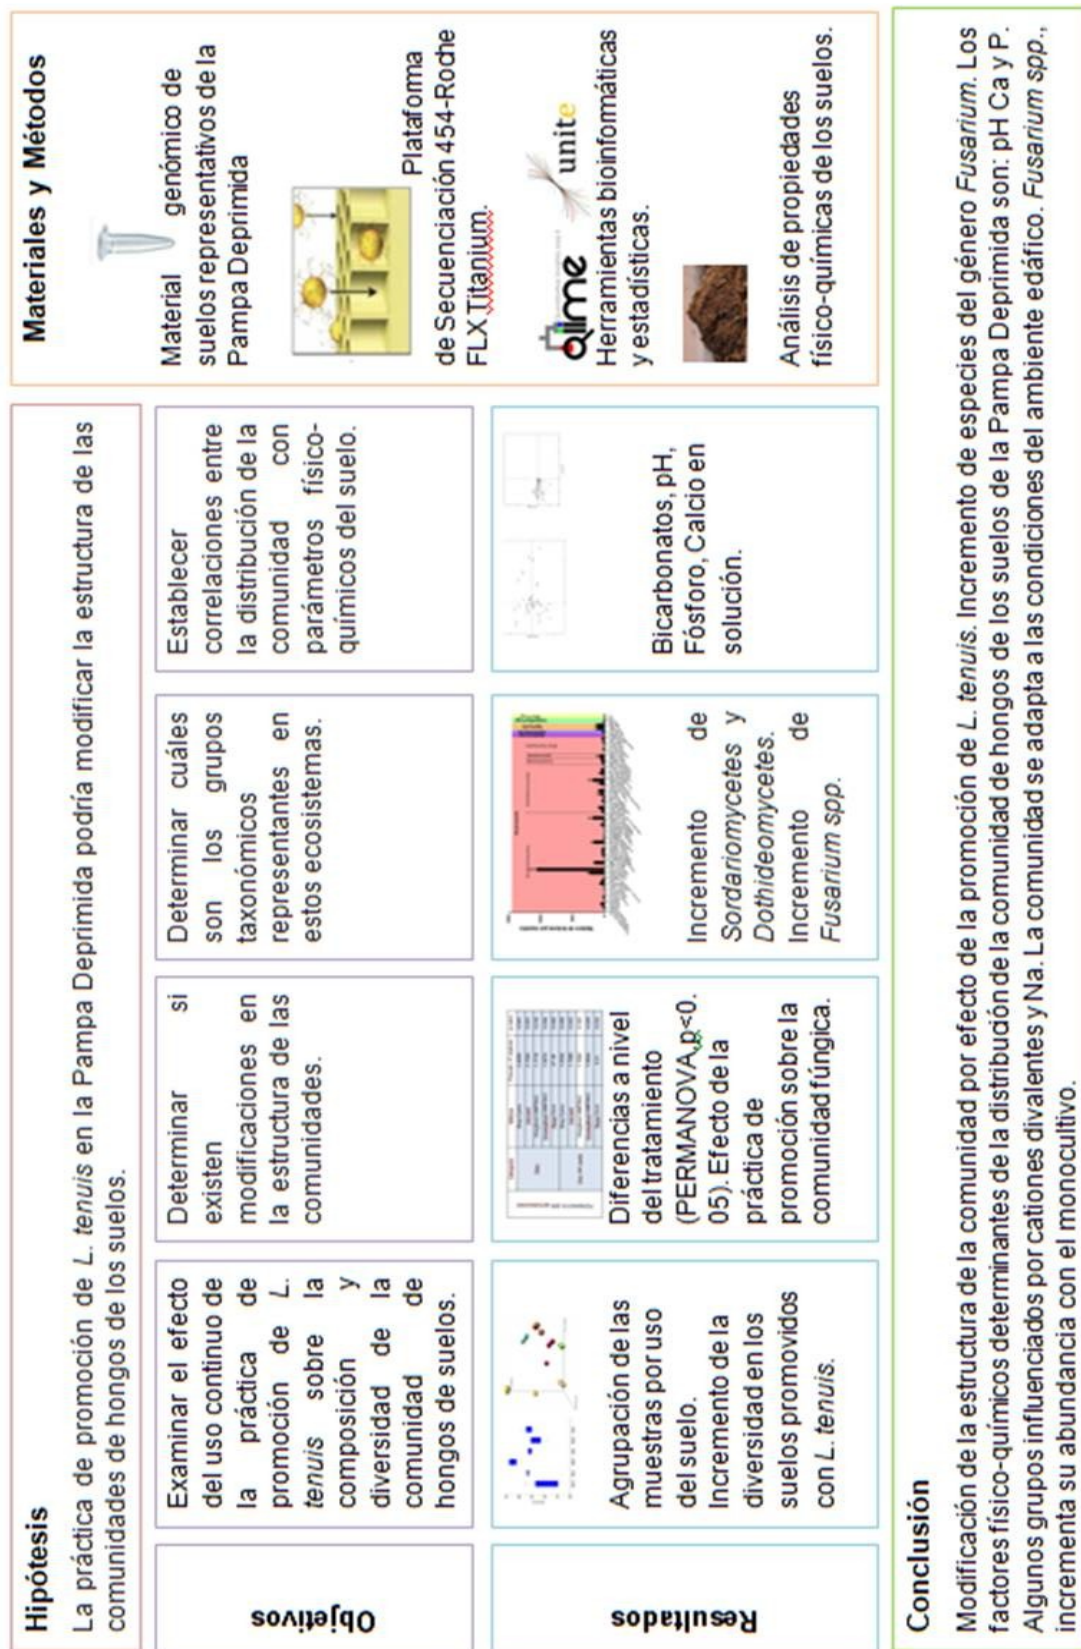 Hipótesis
La práctica de promoción de L. tenuis en la Pampa Deprimida podría modificar la estructura de las
comunidades de hongos de los suelos.
Objetivos
Examinar el efecto
del uso continuo de
la práctica de
promoción de L.
tenuis sobre la
composición y
diversidad de la
comunidad de
hongos de suelos.
Determinar si
existen
modificaciones en
la estructura de las
comunidades.
Determinar cuáles
son los grupos
taxonómicos
representantes en
estos ecosistemas.
Establecer
correlaciones entre
la distribución de la
comunidad con
parámetros físico-
químicos del suelo.
Resultados
Agrupación de las
muestras por uso
del suelo.
Incremento de la
diversidad en los
suelos promovidos
con L. tenuis.
Diferencias a nivel
del tratamiento
(PERMANOVA,p<0.
05). Efecto de la
práctica de
promoción sobre la
comunidad fúngica.
Incremento de
Sordariomycetes y
Dothideomycetes.
Incremento de
Fusarium spp.
Bicarbonatos, pH,
Fósforo, Calcio en
solución.
Materiales y Métodos
Material genómico de
suelos representativos de la
Pampa Deprimida
Plataforma
de Secuenciación 454-Roche
FLX Titanium.
qiime
unite
Herramientas bioinformáticas
y estadísticas.
Análisis de propiedades
físico-químicas de los suelos.
Conclusión
Modificación de la estructura de la comunidad por efecto de la promoción de L. tenuis. Incremento de especies del género Fusarium. Los
factores físico-químicos determinantes de la distribución de la comunidad de hongos de los suelos de la Pampa Deprimida son: pH Ca y P.
Algunos grupos influenciados por cationes divalentes y Na. La comunidad se adapta a las condiciones del ambiente edáfico. Fusarium spp.,
incrementa su abundancia con el monocultivo.